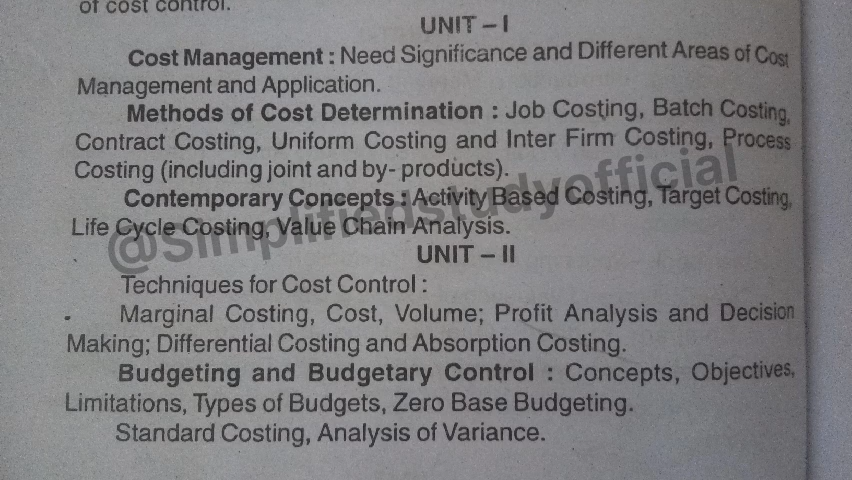 of cost control.
UNIT – I
Cost Management : Need Significance and Different Areas of Cost
Management and Application.
Methods of Cost Determination : Job Costing, Batch Costing,
Contract Costing, Uniform Costing and Inter Firm Costing, Process
Costing (including joint and by- products).
Contemporary Concepts : Activity Based Costing, Target Costing,
Life Cycle Costing, Value Chain Analysis.
@Simplifiedstudyofficial
UNIT – II
Techniques for Cost Control :
Marginal Costing, Cost, Volume; Profit Analysis and Decision
Making; Differential Costing and Absorption Costing.
Budgeting and Budgetary Control : Concepts, Objectives,
Limitations, Types of Budgets, Zero Base Budgeting.
Standard Costing, Analysis of Variance.